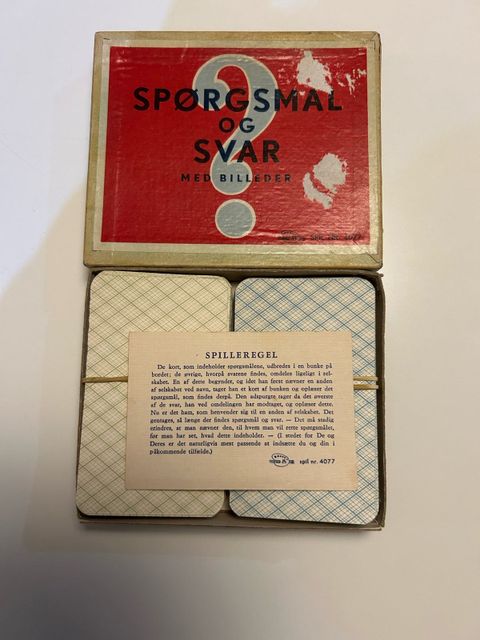 SPØRGSMÅL
OG
SVAR
MED BILLEDER
SPIL NR. 4077
SPILLEREGEL
De kort, som indeholder spørgsmålene, udbredes i en bunke på
bordet; de øvrige, hvorpå svarene findes, omdeles ligeligt i sel-
skabet. En af dette begynder, og idet han først nævner en anden
af selskabet ved navn, tager han et kort af bunken og oplæser det
spørgsmål, som findes derpå. Den adspurgte tager da det øverste
af de svar, han ved omdelingen har modtaget, og oplæser dette.
Nu er det ham, som henvender sig til en anden af selskabet. Det
gentages, så længe der findes spørgsmål og svar. — Det må stadig
erindres, at man nævner den, til hvem man vil rette spørgsmålet,
før man har set, hvad dette indeholder. — (I stedet for De og
Deres er det naturligvis mest passende at indsætte du og din i
påkommende tilfælde.)
spil nr. 4077